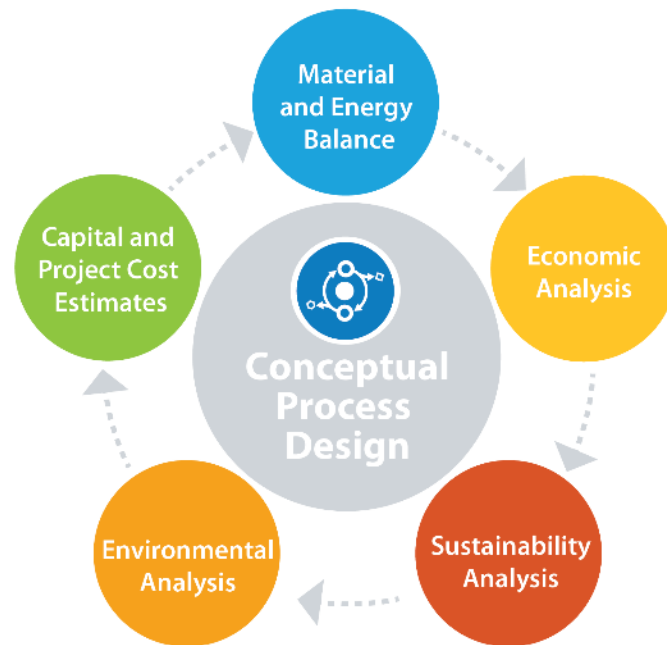 Material
and Energy
Balance
Economic
Analysis
Sustainability
Analysis
Environmental
Analysis
Capital and
Project Cost
Estimates
Conceptual
Process
Design